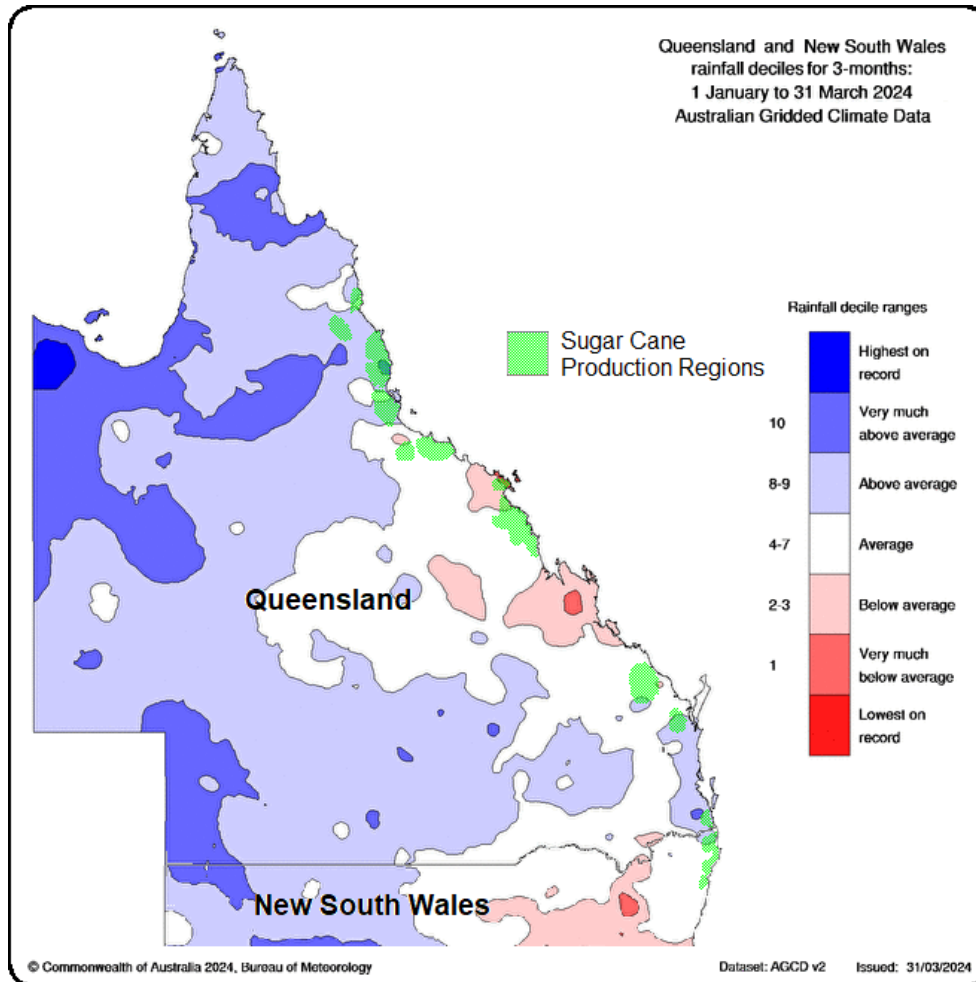 Queensland and New South Wales
rainfall deciles for 3-months:
1 January to 31 March 2024
Australian Gridded Climate Data
Rainfall decile ranges
Sugar Cane
Production Regions
Highest on
record
10
Very much
above average
8-9
Above average
4-7
Average
2-3
Below average
1
Very much
below average
Lowest on
record
Queensland
New South Wales
© Commonwealth of Australia 2024, Bureau of Meteorology
Dataset: AGCD v2
Issued: 31/03/2024